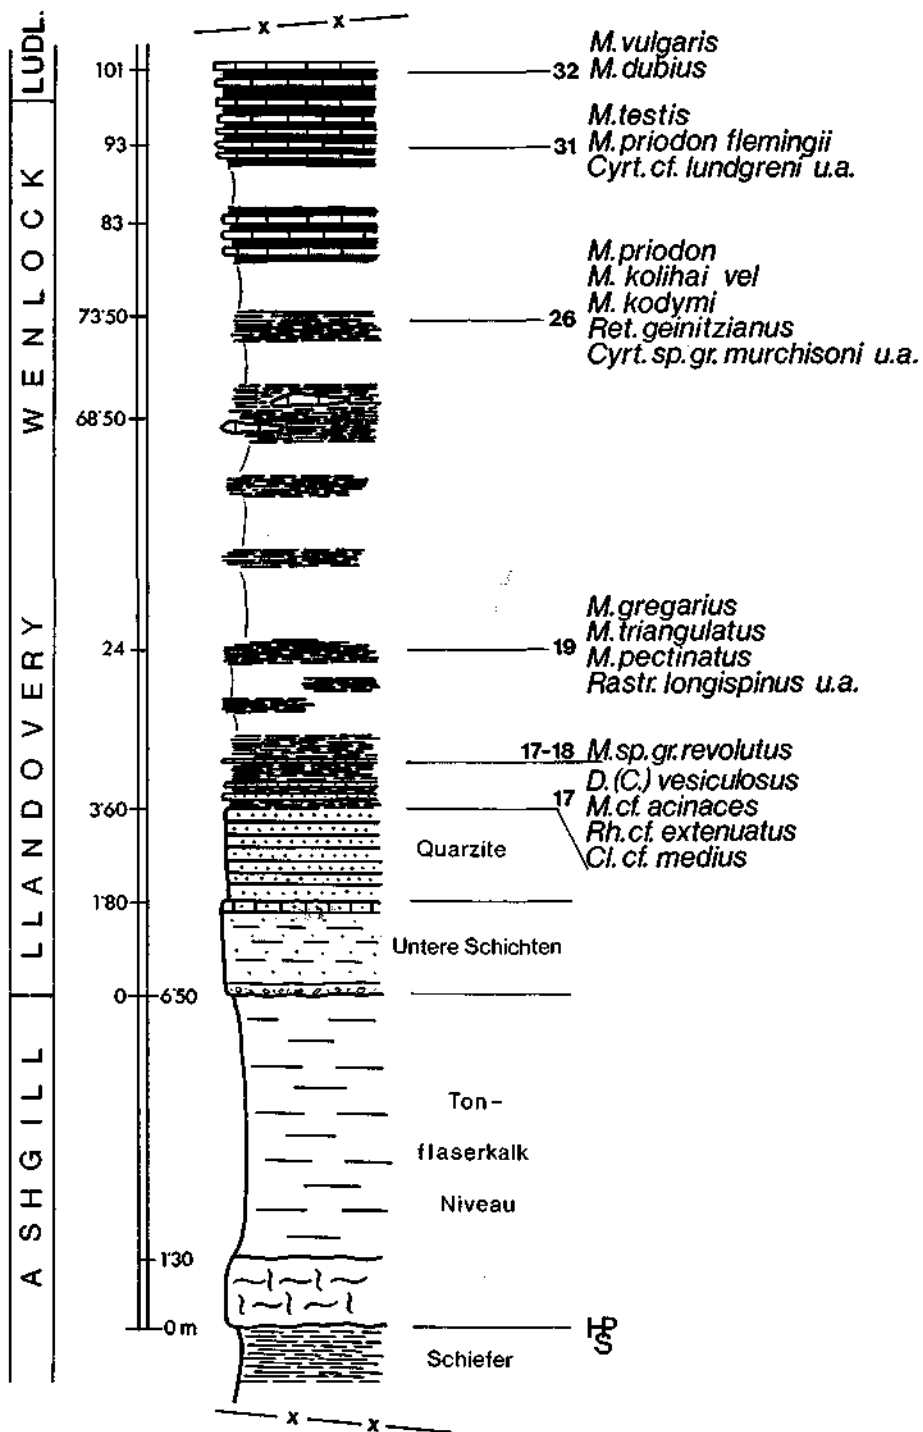 x x
LUDL.
WENLOCK
LLANDOVERY
ASHGILL
101
93
83
73'50
68'50
24
3'60
1'80
0
6'50
1'30
0 m
32
M. vulgaris
M. dubius
31
M. testis
M. priodon flemingii
Cyrt. cf. lundgreni u.a.
26
M. priodon
M. kolihai vel
M. kodymi
Ret. geinitzianus
Cyrt. sp. gr. murchisoni u.a.
19
M. gregarius
M. triangulatus
M. pectinatus
Rastr. longispinus u.a.
17-18 M. sp. gr. revolutus
17
D. (C.) vesiculosus
M. cf. acinaces
Rh. cf. extenuatus
Cl. cf. medius
Quarzite
Untere Schichten
Ton-
flaserkalk
Niveau
Schiefer
HPS
x x